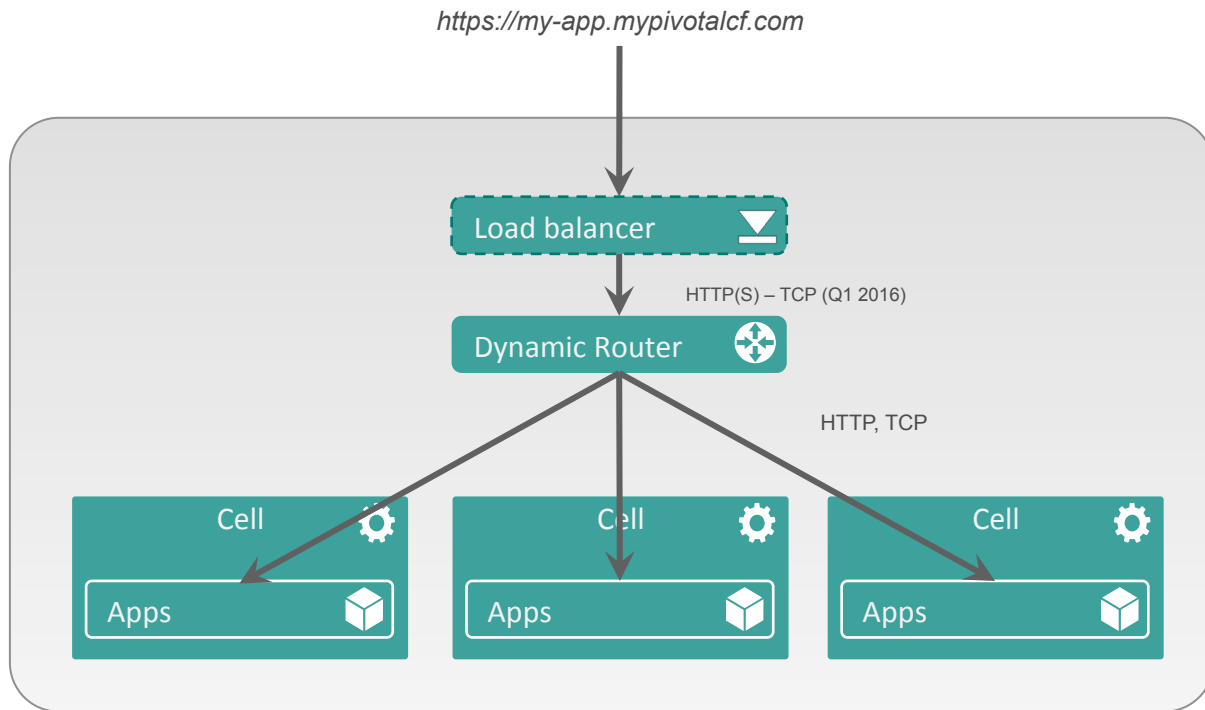 https://my-app.mypivotalcf.com
Load balancer
HTTP(S) – TCP (Q1 2016)
Dynamic Router
HTTP, TCP
Cell
Cell
Cell
Apps
Apps
Apps